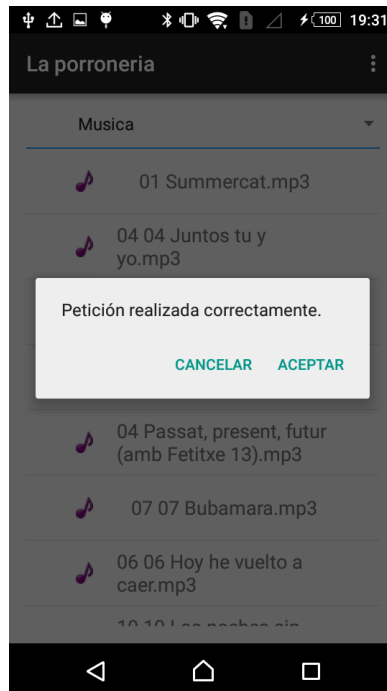 100 19:31
La porroneria
Musica
01 Summercat.mp3
04 04 Juntos tu y
yo.mp3
Petición realizada correctamente.
CANCELAR ACEPTAR
04 Passat, present, futur
(amb Fetitxe 13).mp3
07 07 Bubamara.mp3
06 06 Hoy he vuelto a
caer.mp3